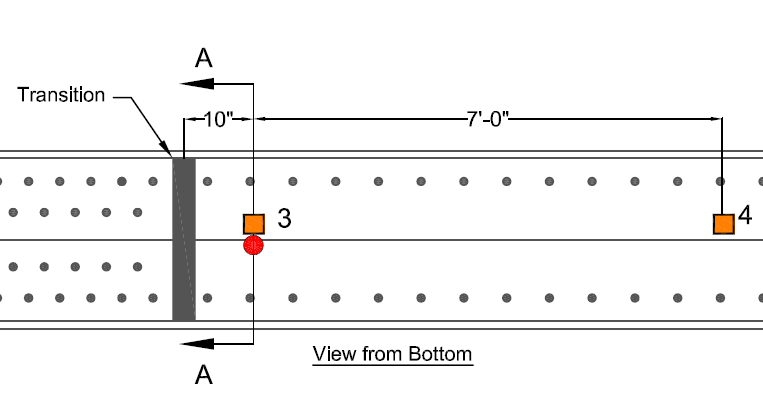 A
Transition
10"
7'-0"
3
4
View from Bottom
A